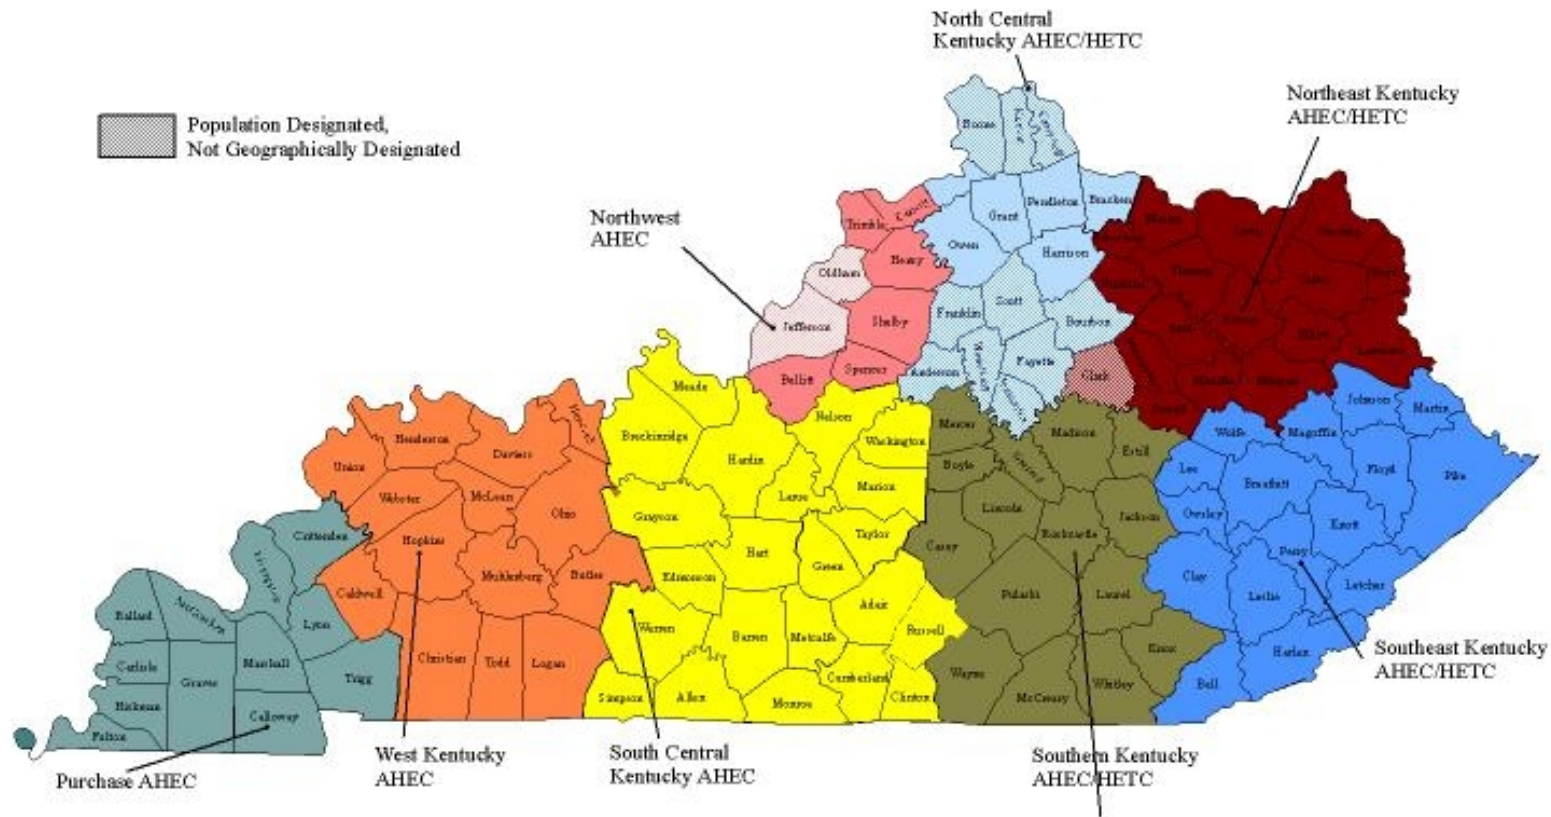 North Central
Kentucky AHEC/HETC
Northeast Kentucky
AHEC/HETC
Population Designated,
Not Geographically Designated
Northwest
AHEC
Boone
Grant
Pendleton
Bracken
Owen
Harrison
Trimble
Henry
Oldham
Shelby
Jefferson
Spencer
Bullitt
Franklin
Scott
Bourbon
Fayette
Anderson
Clark
Meade
Breckinridge
Hardin
Nelson
Washington
Marion
Larue
Grayson
Hart
Taylor
Green
Edmonson
Adair
Russell
Warren
Barren
Metcalfe
Cumberland
Clinton
Simpson
Allen
Monroe
Henderson
Daviess
Union
Webster
McLean
Ohio
Hopkins
Muhlenberg
Butler
Caldwell
Christian
Todd
Logan
Crittenden
Livingston
Lyon
Trigg
Ballard
McCracken
Carlisle
Graves
Marshall
Hickman
Calloway
Fulton
Mercer
Madison
Estill
Boyle
Garrard
Lincoln
Rockcastle
Jackson
Casey
Pulaski
Laurel
Wayne
McCreary
Whitley
Knox
Johnson
Martin
Wolfe
Magoffin
Lee
Breathitt
Floyd
Pike
Owsley
Knott
Perry
Clay
Leslie
Letcher
Harlan
Bell
Southeast Kentucky
AHEC/HETC
Purchase AHEC
West Kentucky
AHEC
South Central
Kentucky AHEC
Southern Kentucky
AHEC/HETC